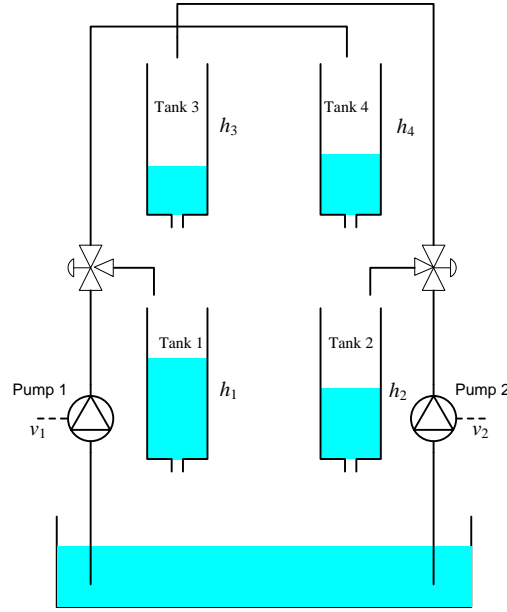 Tank 3
Tank 4
h3
h4
Tank 1
Tank 2
Pump 1
h1
h2
Pump 2
v1
v2